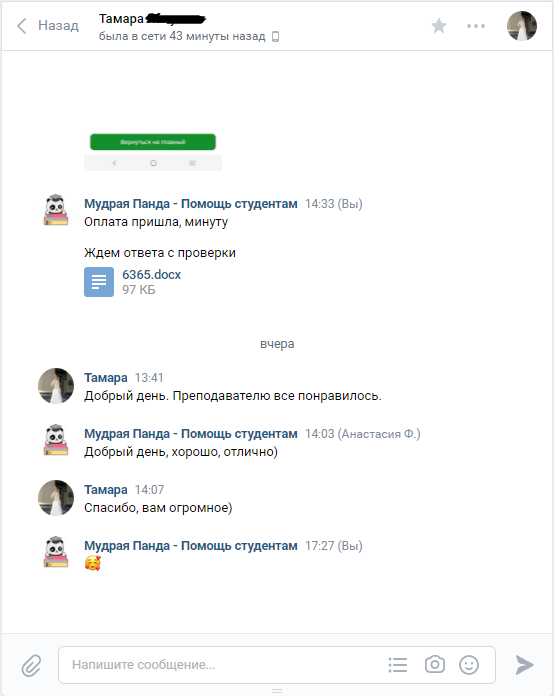 Назад
Тамара
была в сети 43 минуты назад
Вернуться на главный
Мудрая Панда - Помощь студентам 14:33 (Вы)
Оплата пришла, минуту
Ждем ответа с проверки
6365.docx
97 КБ
вчера
Тамара 13:41
Добрый день. Преподавателю все понравилось.
Мудрая Панда - Помощь студентам 14:03 (Анастасия Ф.)
Добрый день, хорошо, отлично)
Тамара 14:07
Спасибо, вам огромное)
Мудрая Панда - Помощь студентам 17:27 (Вы)
🥰
Напишите сообщение...